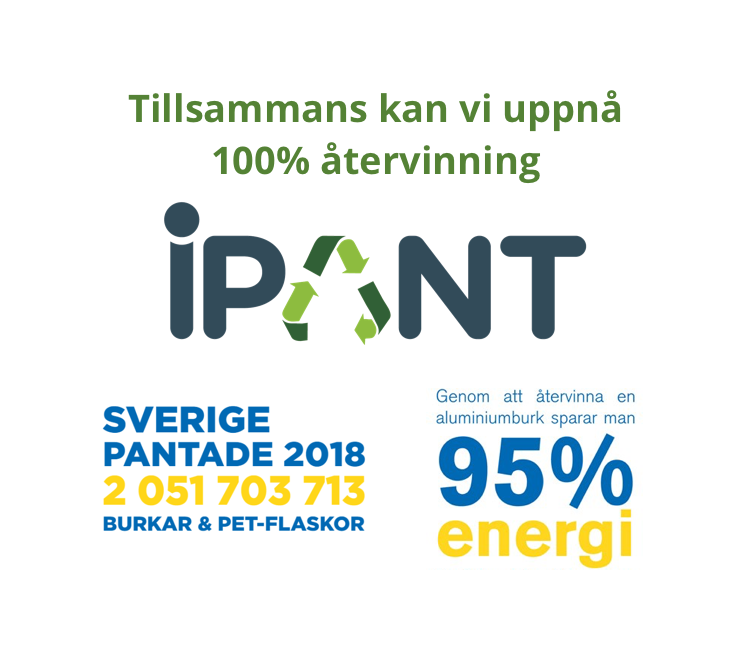 Tillsammans kan vi uppnå
100% återvinning
iPANT
SVERIGE
PANTADE 2018
2 051 703 713
BURKAR & PET-FLASKOR
Genom att återvinna en
aluminiumburk sparar man
95%
energi